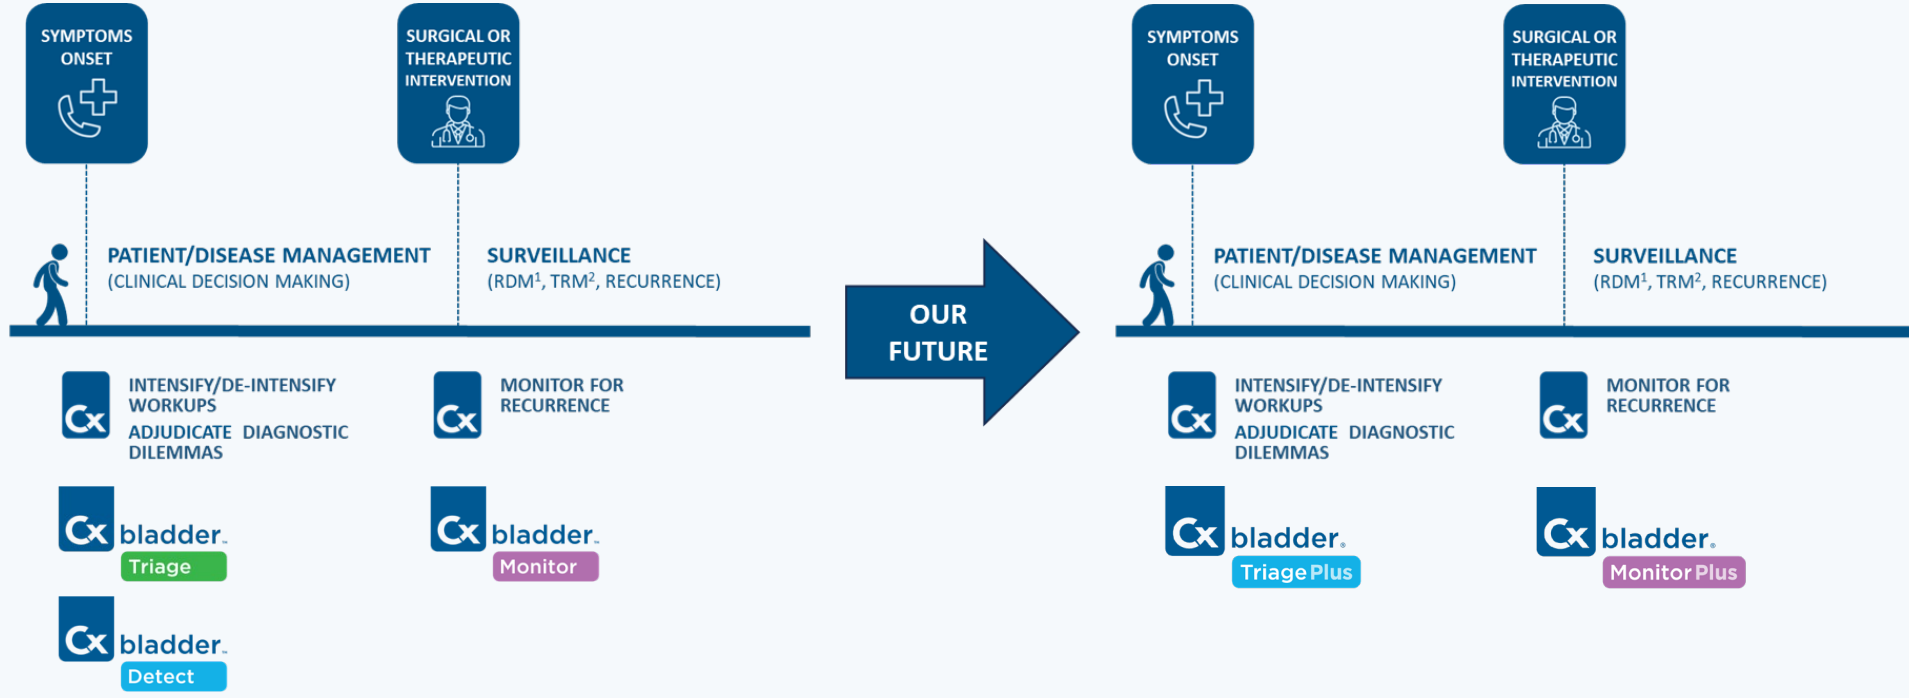 SYMPTOMS
ONSET
SURGICAL OR
THERAPEUTIC
INTERVENTION
PATIENT/DISEASE MANAGEMENT
(CLINICAL DECISION MAKING)
SURVEILLANCE
(RDM¹, TRM², RECURRENCE)
Cx
INTENSIFY/DE-INTENSIFY
WORKUPS
ADJUDICATE DIAGNOSTIC
DILEMMAS
Cx
MONITOR FOR
RECURRENCE
Cx bladder™
Triage
Cx bladder™
Monitor
Cx bladder™
Detect
OUR
FUTURE
SYMPTOMS
ONSET
SURGICAL OR
THERAPEUTIC
INTERVENTION
PATIENT/DISEASE MANAGEMENT
(CLINICAL DECISION MAKING)
SURVEILLANCE
(RDM¹, TRM², RECURRENCE)
Cx
INTENSIFY/DE-INTENSIFY
WORKUPS
ADJUDICATE DIAGNOSTIC
DILEMMAS
Cx
MONITOR FOR
RECURRENCE
Cx bladder®
Triage Plus
Cx bladder®
Monitor Plus